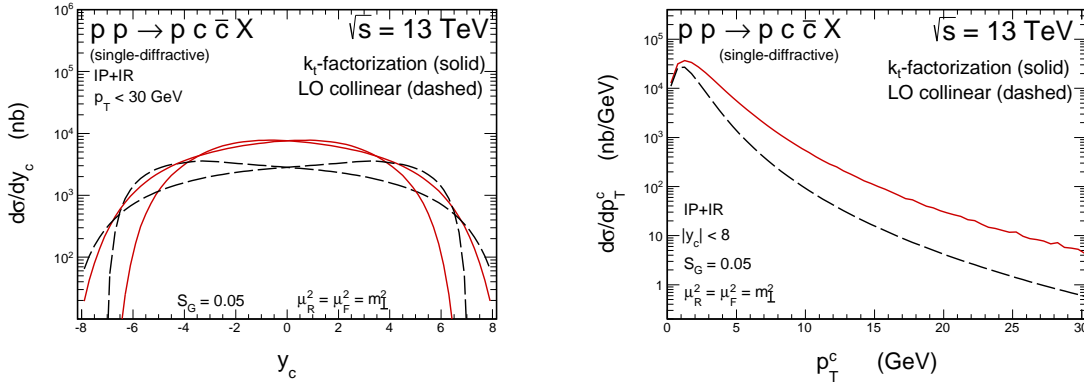 p p → p c c̄ X
√s = 13 TeV
(single-diffractive)
IP+IR
p_T < 30 GeV
k_t-factorization (solid)
LO collinear (dashed)
dσ/dy_c (nb)
10^6
10^5
10^4
10^3
10^2
S_G = 0.05
μ_R^2 = μ_F^2 = m_⊥^2
-8 -6 -4 -2 0 2 4 6 8
y_c
p p → p c c̄ X
√s = 13 TeV
(single-diffractive)
k_t-factorization (solid)
LO collinear (dashed)
dσ/dp_T^c (nb/GeV)
10^5
10^4
10^3
10^2
10
1
IP+IR
|y_c| < 8
S_G = 0.05
μ_R^2 = μ_F^2 = m_⊥^2
0 5 10 15 20 25 30
p_T^c (GeV)